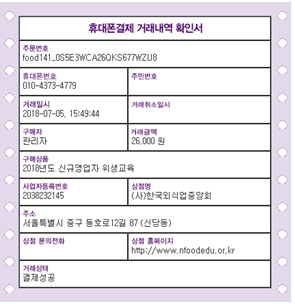 휴대폰결제 거래내역 확인서
주문번호
food141_0S5E3WCA26QKS677WZU8
휴대폰번호
주민번호
010-4373-4779
거래일시
거래취소일시
2018-07-05, 15:49:44
구매자
거래금액
관리자
26,000 원
구매상품
2018년도 신규영업자 위생교육
사업자등록번호
상점명
2038232145
(사)한국외식업중앙회
주소
서울특별시 중구 동호로12길 87 (신당동)
상점 문의전화
상점 홈페이지
http://www.nfoodedu.or.kr
거래상태
결제성공